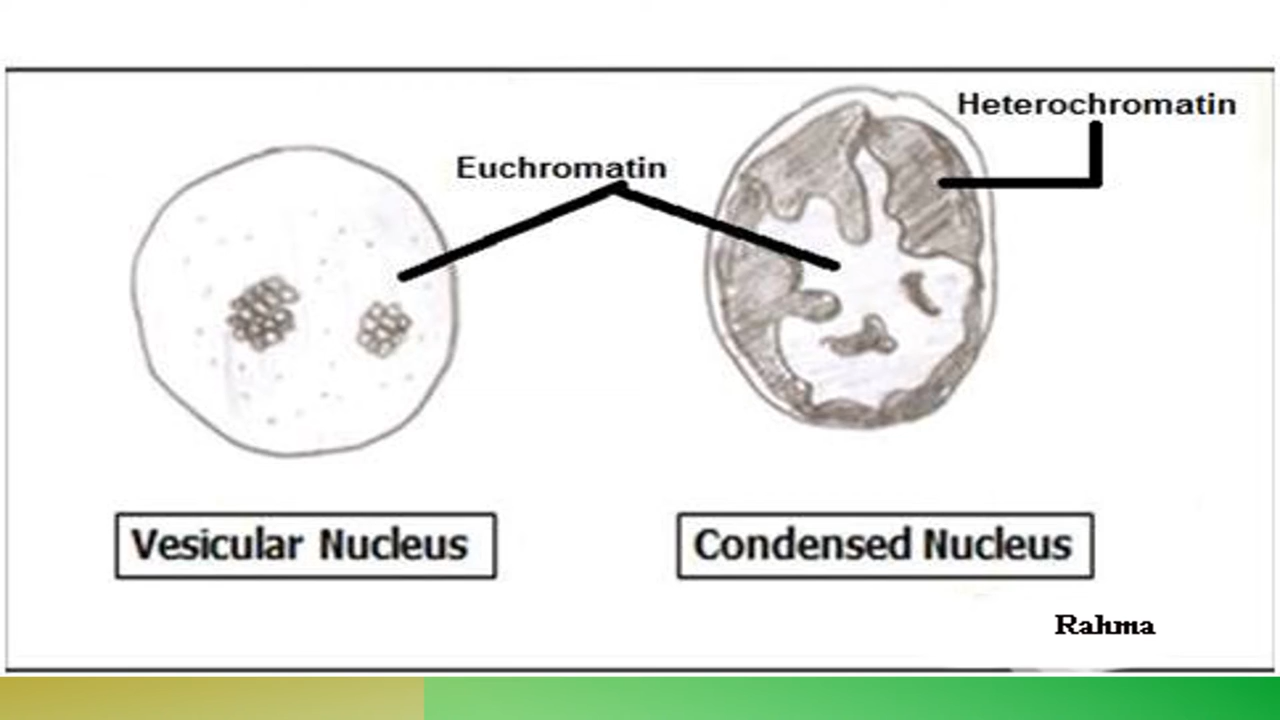 Heterochromatin
Euchromatin
Vesicular Nucleus
Condensed Nucleus
Rahma